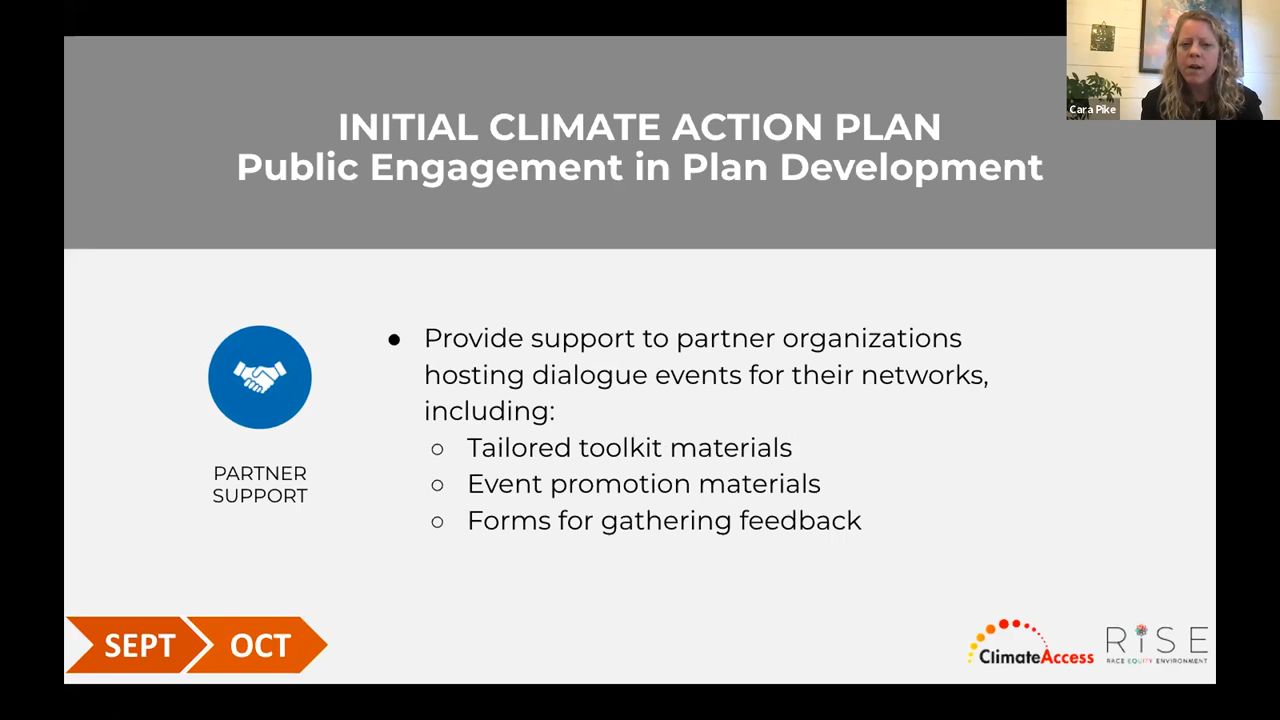 Cara Pike
INITIAL CLIMATE ACTION PLAN
Public Engagement in Plan Development
● Provide support to partner organizations
hosting dialogue events for their networks,
including:
○ Tailored toolkit materials
○ Event promotion materials
○ Forms for gathering feedback
PARTNER
SUPPORT
SEPT
OCT
ClimateAccess
RiSE
RACE EQUITY ENVIRONMENT